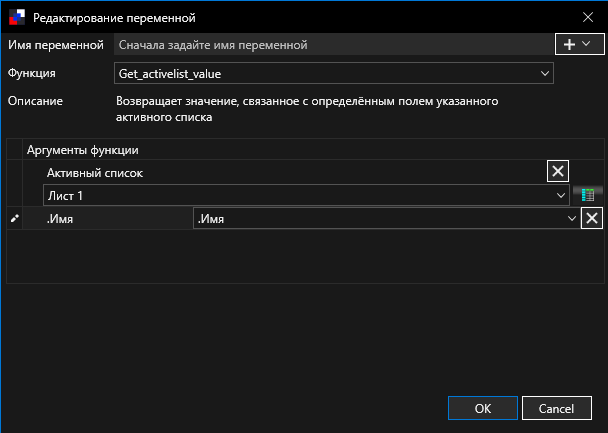 Редактирование переменной
Имя переменной Сначала задайте имя переменной
Функция Get_activelist_value
Описание Возвращает значение, связанное с определённым полем указанного
активного списка
Аргументы функции
Активный список
Лист 1
.Имя .Имя
OK Cancel